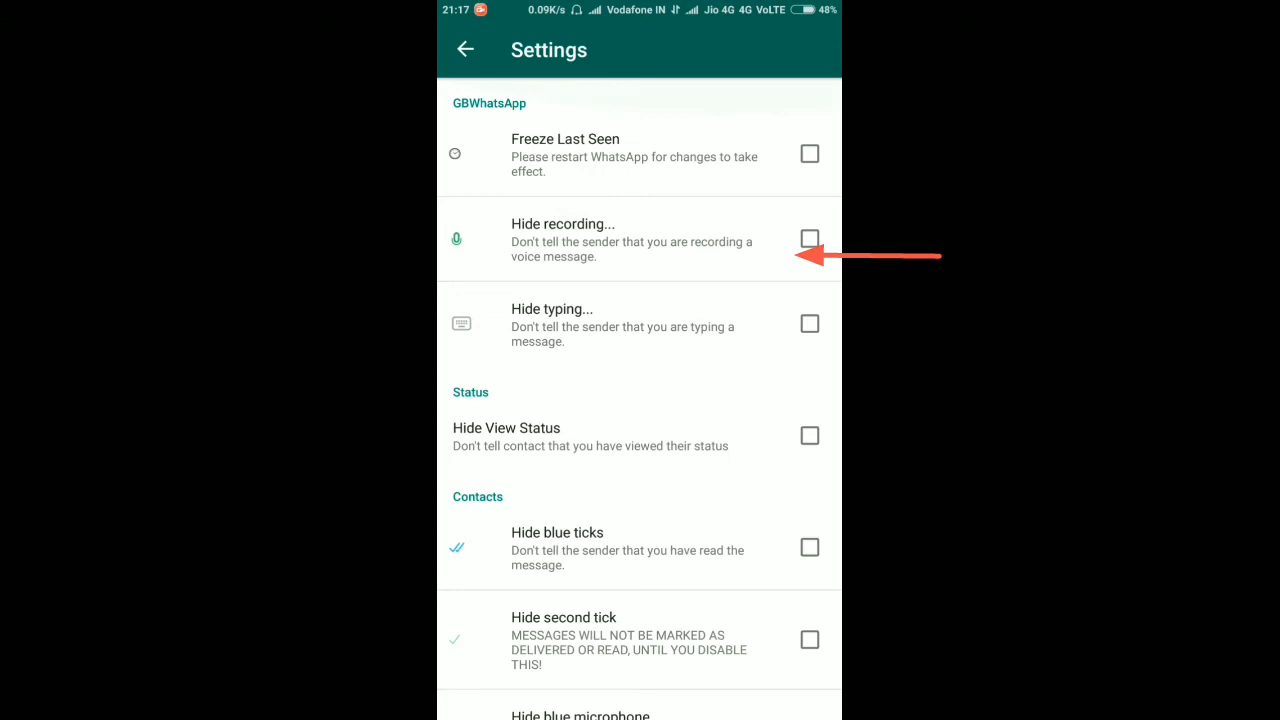 21:17 0.09K/s Vodafone IN Jio 4G 4G VoLTE 48%
Settings
GBWhatsApp
Freeze Last Seen
Please restart WhatsApp for changes to take
effect.
Hide recording...
Don't tell the sender that you are recording a
voice message.
Hide typing...
Don't tell the sender that you are typing a
message.
Status
Hide View Status
Don't tell contact that you have viewed their status
Contacts
Hide blue ticks
Don't tell the sender that you have read the
message.
Hide second tick
MESSAGES WILL NOT BE MARKED AS
DELIVERED OR READ, UNTIL YOU DISABLE
THIS!
Hide blue microphone